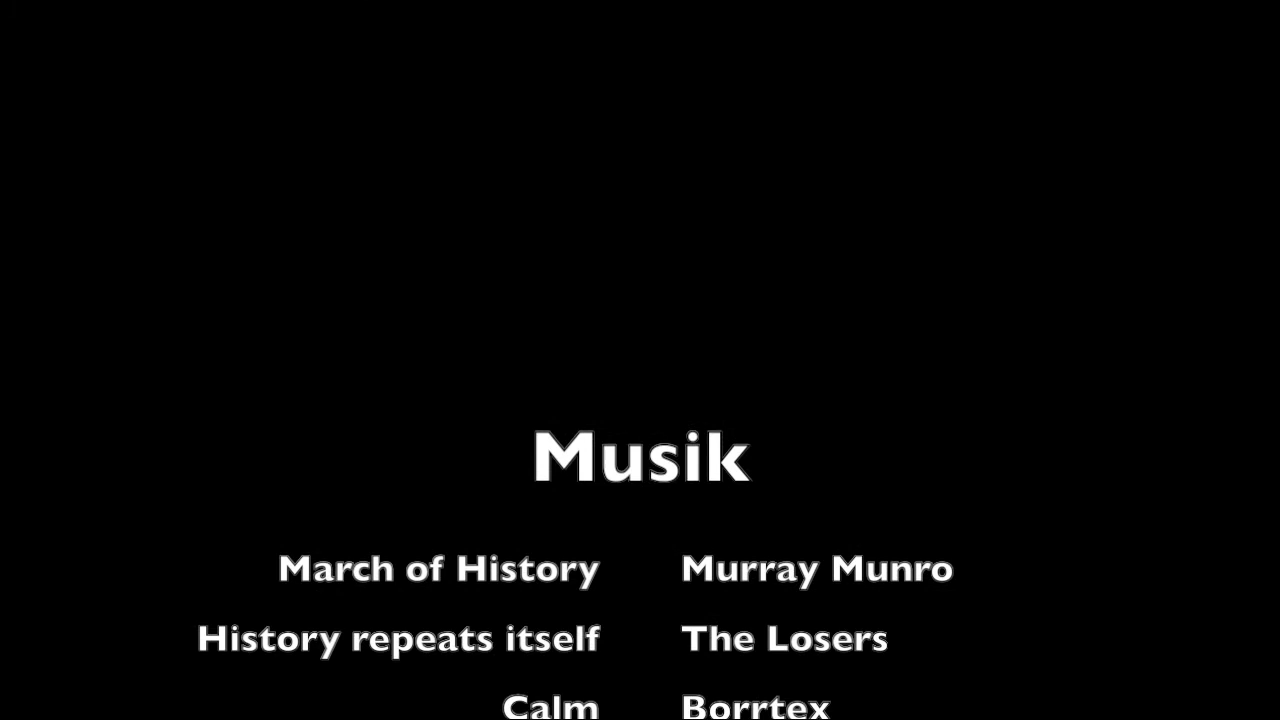 Musik
March of History Murray Munro
History repeats itself The Losers
Calm Borrtex